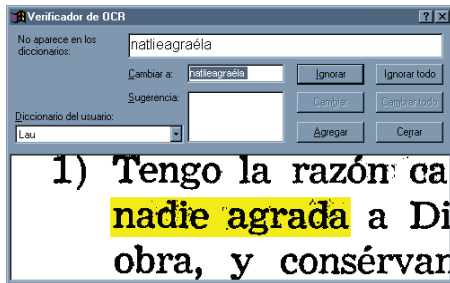 Verificador de OCR
No aparece en los
diccionarios:
natlieagraéla
Cambiar a: natlieagraéla
Ignorar Ignorar todo
Sugerencia:
Cambiar Cambiar todo
Diccionario del usuario:
Lau
Agregar Cerrar
1) Tengo la razón ca
nadie agrada a Di
obra, y consérvan